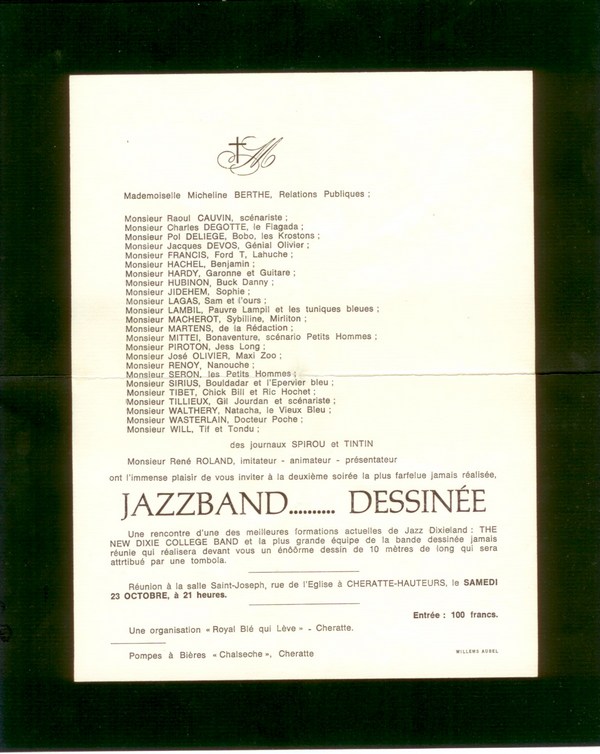 M
Mademoiselle Micheline BERTHE, Relations Publiques ;
Monsieur Raoul CAUVIN, scénariste ;
Monsieur Charles DEGOTTE, le Flagada ;
Monsieur Pol DELIEGE, Bobo, les Krostons ;
Monsieur Jacques DEVOS, Génial Olivier ;
Monsieur FRANCIS, Ford T, Lahuche ;
Monsieur HACHEL, Benjamin ;
Monsieur HARDY, Garonne et Guitare ;
Monsieur HUBINON, Buck Danny ;
Monsieur JIDEHEM, Sophie ;
Monsieur LAGAS, Sam et l'ours ;
Monsieur LAMBIL, Pauvre Lampil et les tuniques bleues ;
Monsieur MACHEROT, Sybilline, Mirliton ;
Monsieur MARTENS, de la Rédaction ;
Monsieur MITTEI, Bonaventure, scénario Petits Hommes ;
Monsieur PIROTON, Jess Long ;
Monsieur José OLIVIER, Maxi Zoo ;
Monsieur RENOY, Nanouche ;
Monsieur SERON, les Petits Hommes ;
Monsieur SIRIUS, Bouldadar et l'Epervier bleu ;
Monsieur TIBET, Chick Bill et Ric Hochet ;
Monsieur TILLIEUX, Gil Jourdan et scénariste ;
Monsieur WALTHERY, Natacha, le Vieux Bleu ;
Monsieur WASTERLAIN, Docteur Poche ;
Monsieur WILL, Tif et Tondu ;
des journaux SPIROU et TINTIN
Monsieur René ROLAND, imitateur - animateur - présentateur
ont l'immense plaisir de vous inviter à la deuxième soirée la plus farfelue jamais réalisée,
JAZZBAND.......... DESSINÉE
Une rencontre d'une des meilleures formations actuelles de Jazz Dixieland : THE
NEW DIXIE COLLEGE BAND et la plus grande équipe de la bande dessinée jamais
réunie qui réalisera devant vous un énôôrme dessin de 10 mètres de long qui sera
attrtibué par une tombola.
Réunion à la salle Saint-Joseph, rue de l'Eglise à CHERATTE-HAUTEURS, le SAMEDI
23 OCTOBRE, à 21 heures.
Entrée : 100 francs.
Une organisation « Royal Blé qui Lève » - Cheratte.
Pompes à Bières « Chalseche », Cheratte
WILLEMS AUBEL